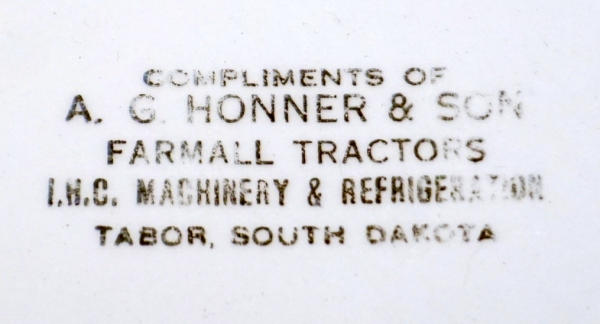 COMPLIMENTS OF
A. G. HONNER & SON
FARMALL TRACTORS
I.H.C. MACHINERY & REFRIGERATION
TABOR, SOUTH DAKOTA